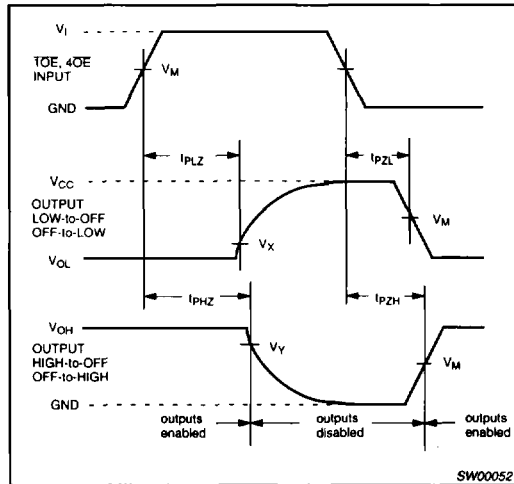 VI
1OE, 4OE
INPUT
VM
GND
tPLZ
tPZL
VCC
OUTPUT
LOW-to-OFF
OFF-to-LOW
VM
VX
VOL
tPHZ
tPZH
VOH
OUTPUT
HIGH-to-OFF
OFF-to-HIGH
VY
VM
GND
outputs
enabled
outputs
disabled
outputs
enabled
SW00052